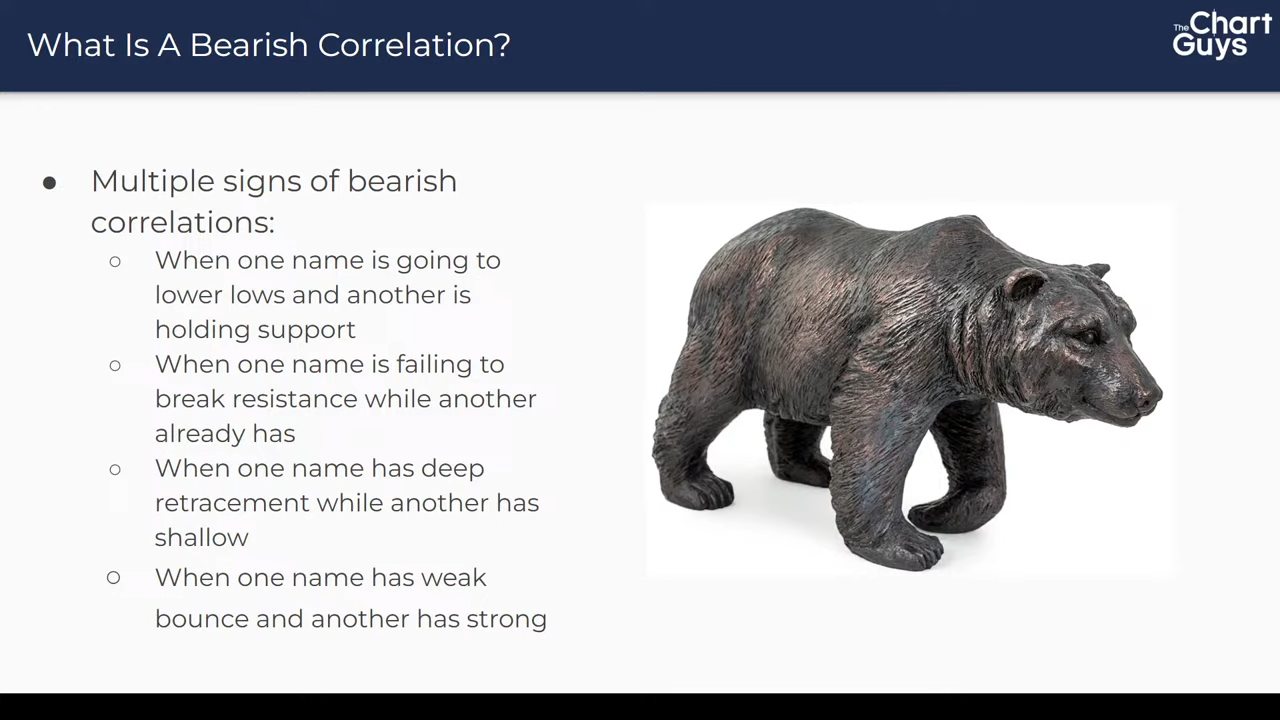 What Is A Bearish Correlation?
The Chart
Guys
● Multiple signs of bearish
correlations:
○ When one name is going to
lower lows and another is
holding support
○ When one name is failing to
break resistance while another
already has
○ When one name has deep
retracement while another has
shallow
○ When one name has weak
bounce and another has strong